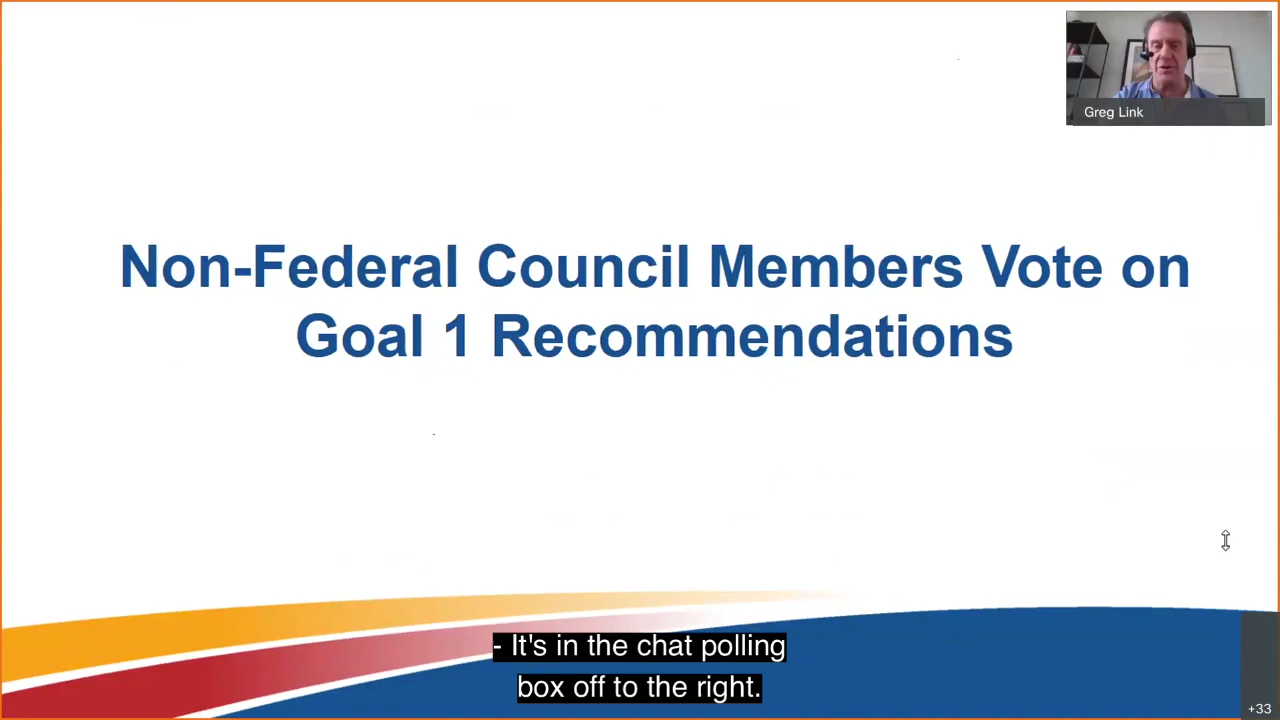 Greg Link
Non-Federal Council Members Vote on
Goal 1 Recommendations
- It's in the chat polling
box off to the right.
+33